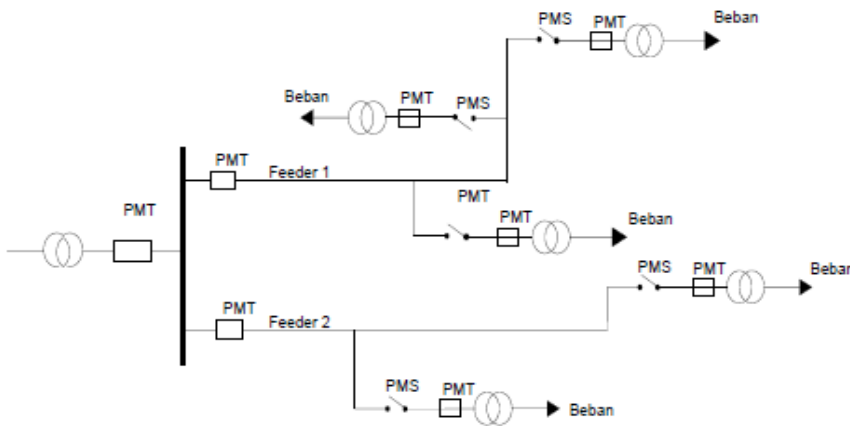 PMS PMT Beban
Beban PMT PMS
PMT Feeder 1
PMT
PMT PMT Beban
PMS PMT Beban
PMT Feeder 2
PMS PMT Beban